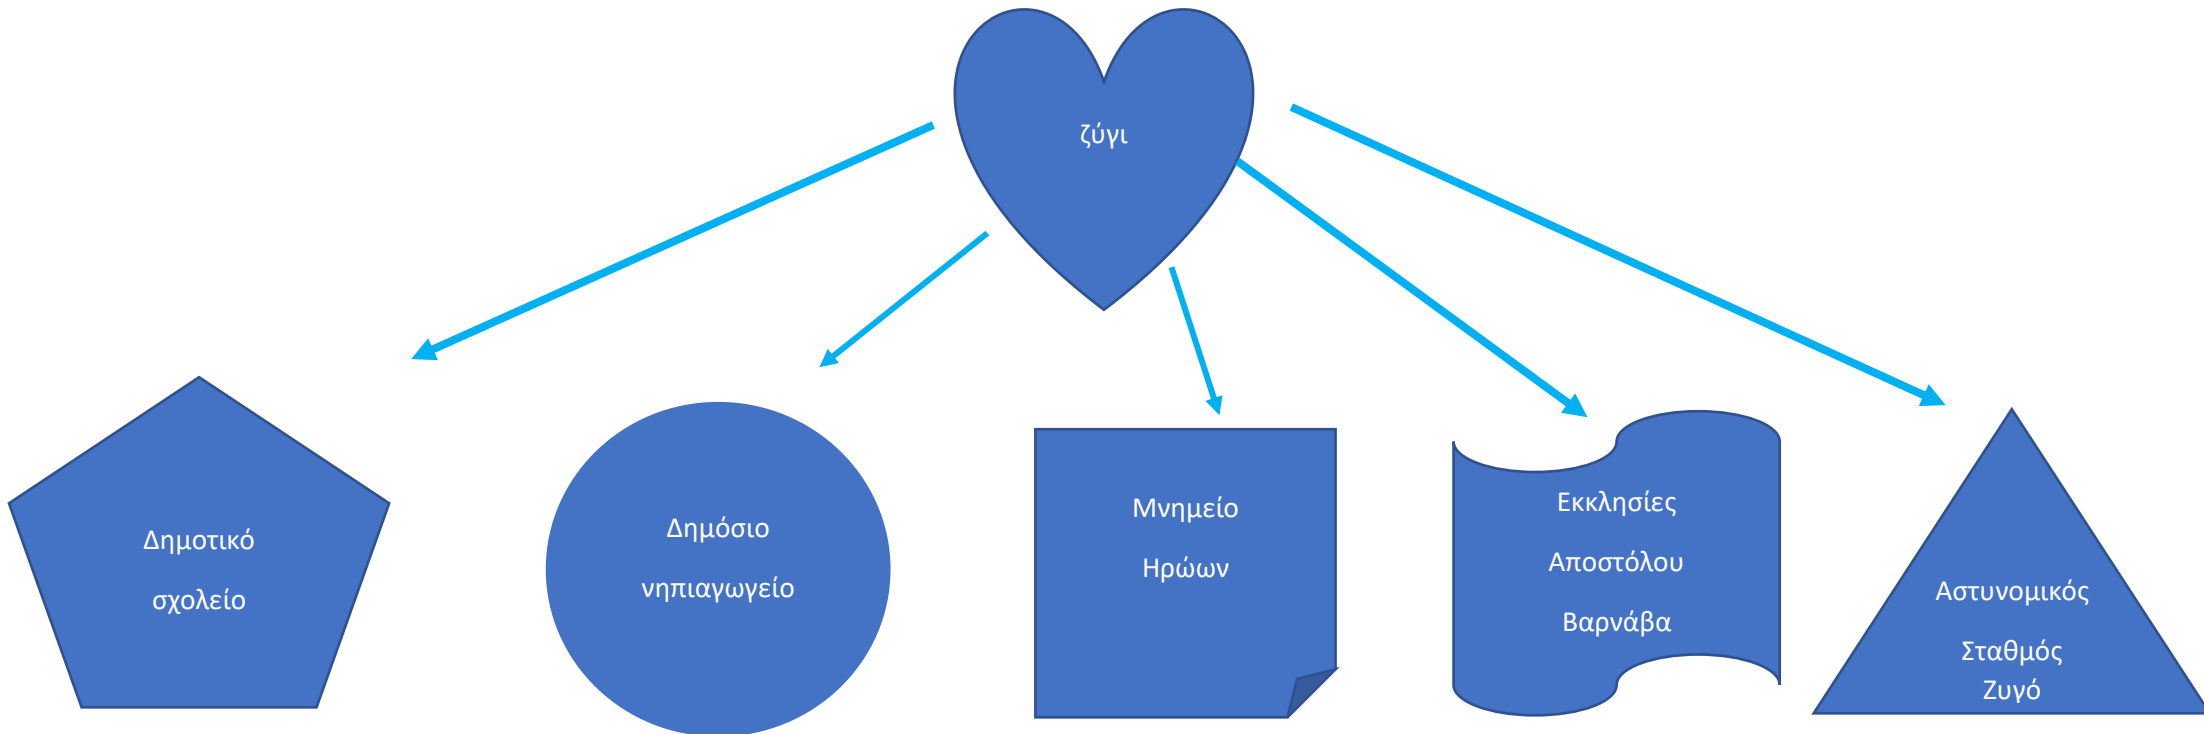 ζύγι
Δημοτικό
σχολείο
Δημόσιο
νηπιαγωγείο
Μνημείο
Ηρώων
Εκκλησίες
Αποστόλου
Βαρνάβα
Αστυνομικός
Σταθμός
Ζυγό